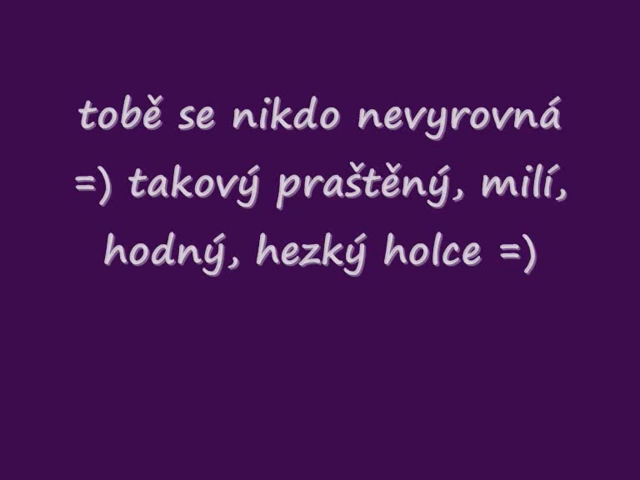 tobě se nikdo nevyrovná
=) takový praštěný, milí,
hodný, hezký holce =)